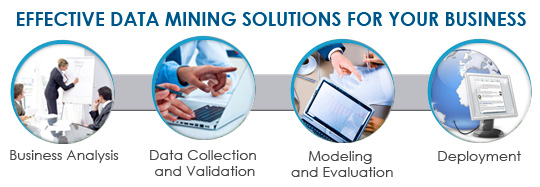 EFFECTIVE DATA MINING SOLUTIONS FOR YOUR BUSINESS
Business Analysis
Data Collection
and Validation
Modeling
and Evaluation
Deployment